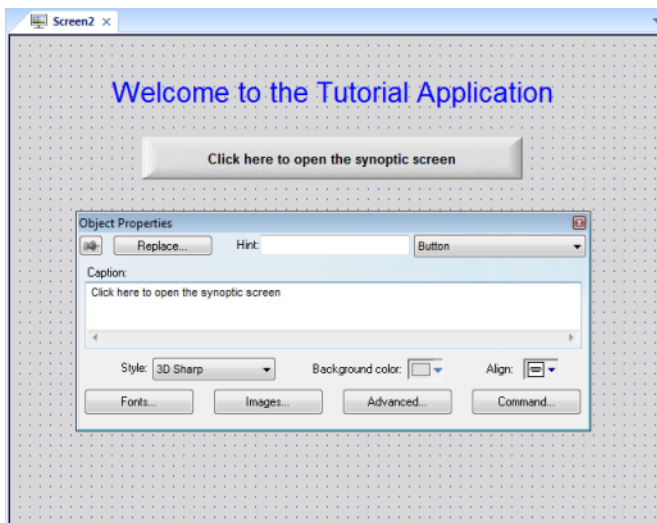 Screen2
Welcome to the Tutorial Application
Click here to open the synoptic screen
Object Properties
Replace... Hint: Button
Caption:
Click here to open the synoptic screen
Style: 3D Sharp Background color: Align:
Fonts... Images... Advanced... Command...